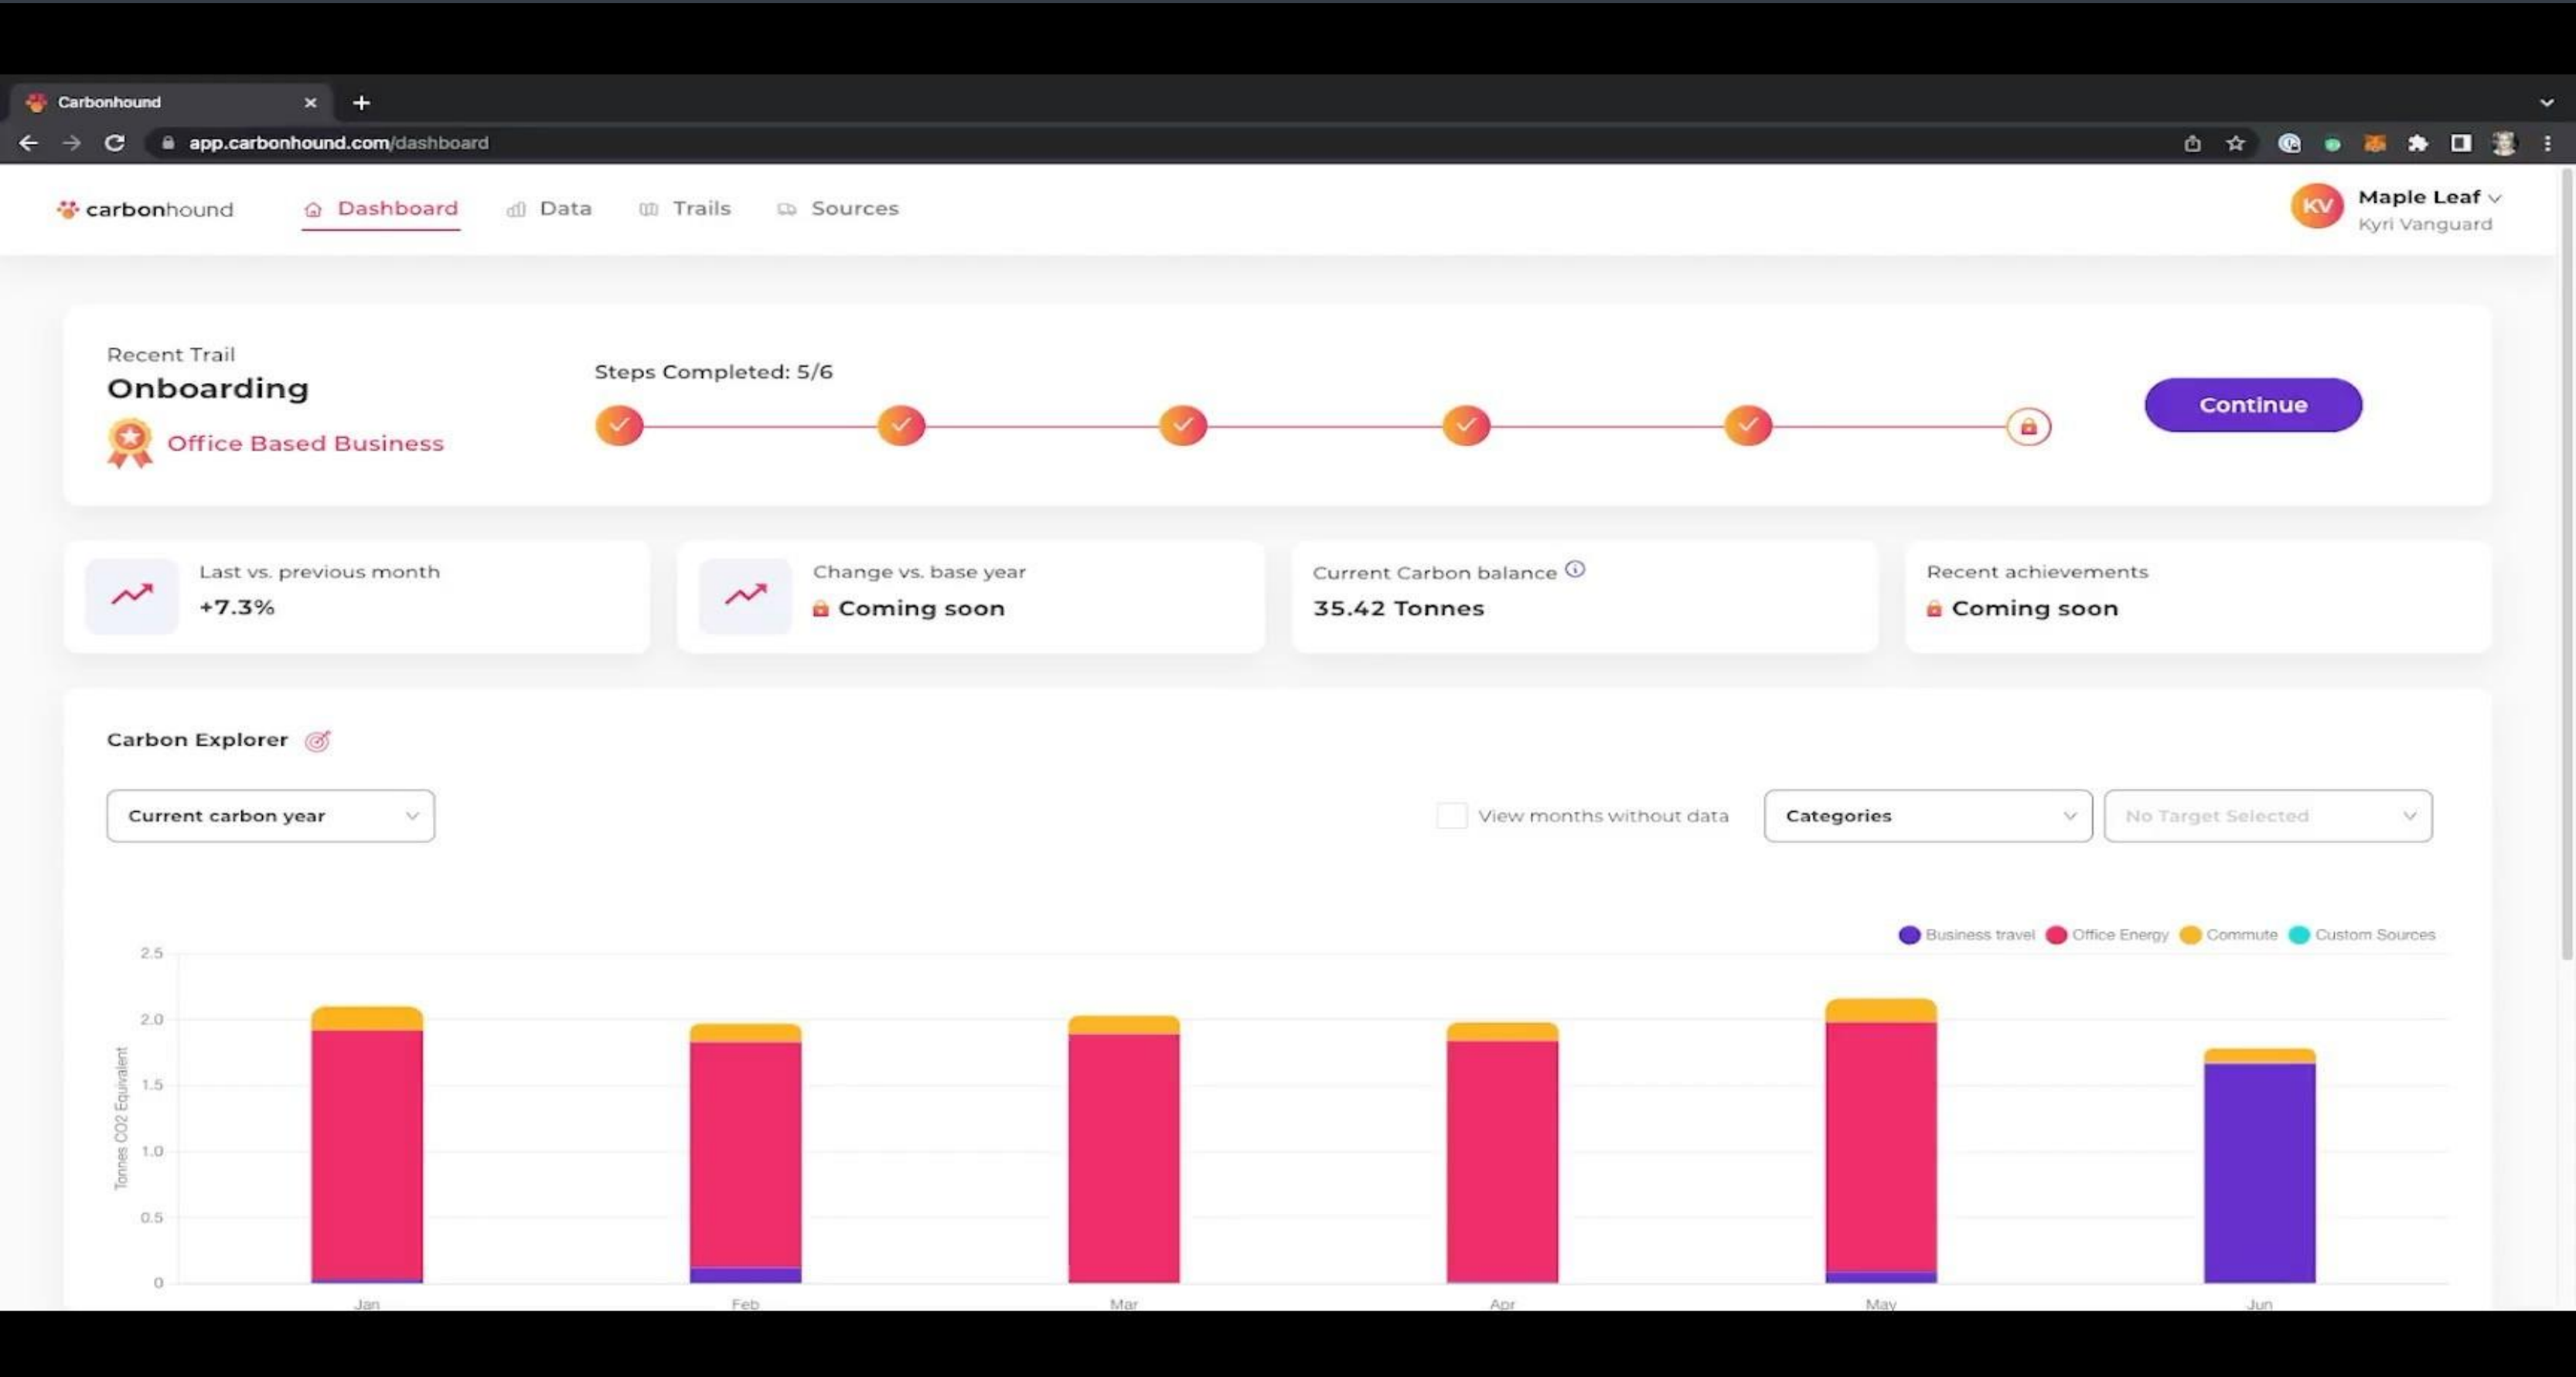 Carbonhound
app.carbonhound.com/dashboard
carbonhound
Dashboard
Data
Trails
Sources
KV
Maple Leaf
Kyri Vanguard
Recent Trail
Onboarding
Office Based Business
Steps Completed: 5/6
Continue
Last vs. previous month
+7.3%
Change vs. base year
Coming soon
Current Carbon balance
35.42 Tonnes
Recent achievements
Coming soon
Carbon Explorer
Current carbon year
View months without data
Categories
No Target Selected
Business travel
Office Energy
Commute
Custom Sources
Tonnes CO2 Equivalent
2.5
2.0
1.5
1.0
0.5
0
Jan
Feb
Mar
Apr
May
Jun